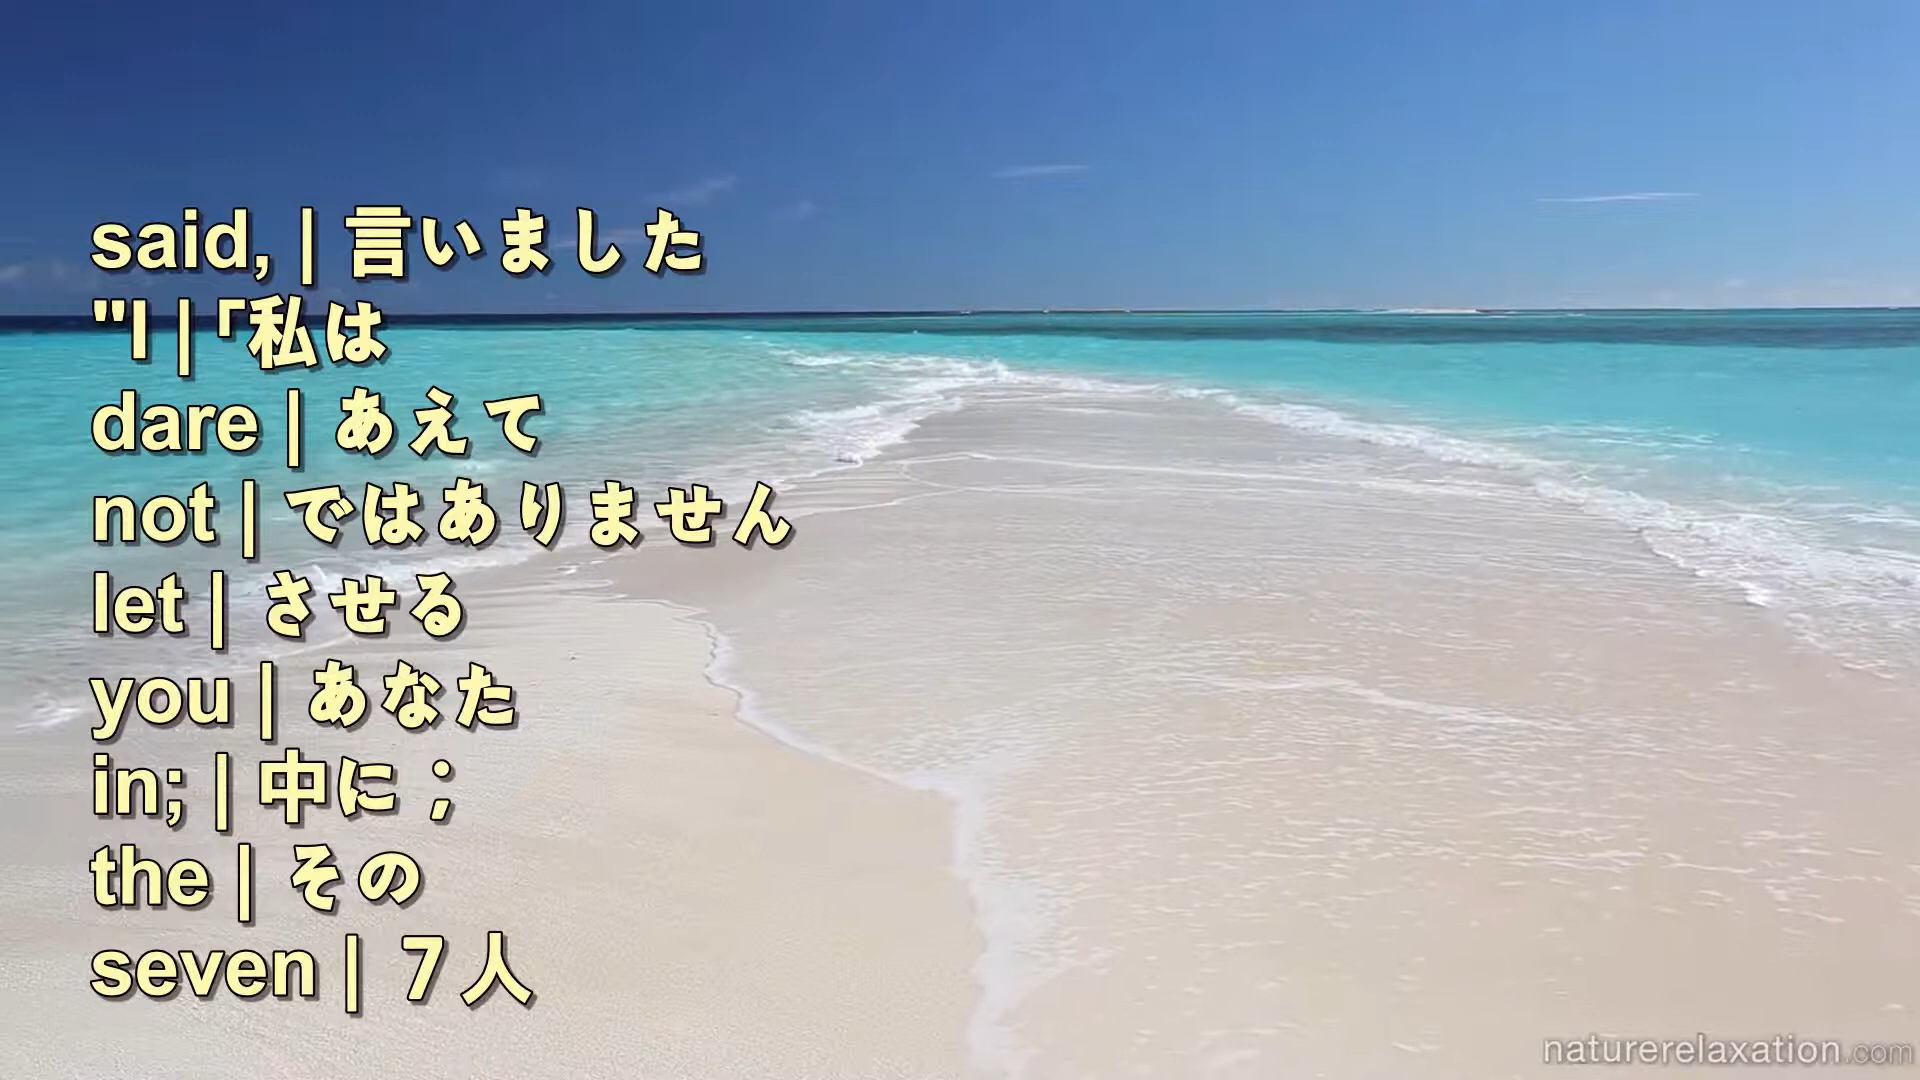 said, | 言いました
"I | 「私は
dare | あえて
not | ではありません
let | させる
you | あなた
in; | 中に；
the | その
seven | ７人
naturerelaxation.com